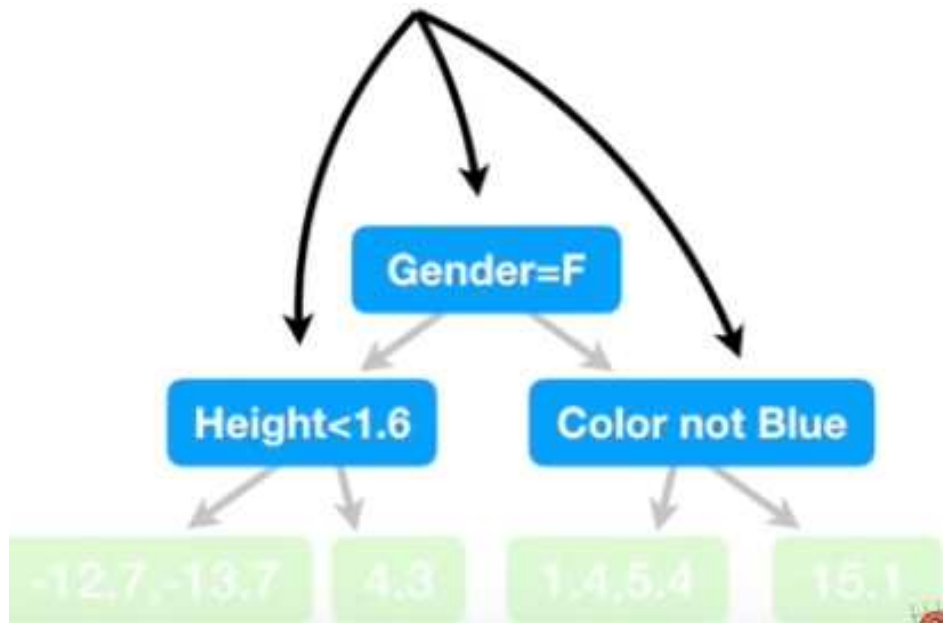 Gender=F
Height<1.6
Color not Blue
-12.7,-13.7
4.3
1.4,5.4
15.1